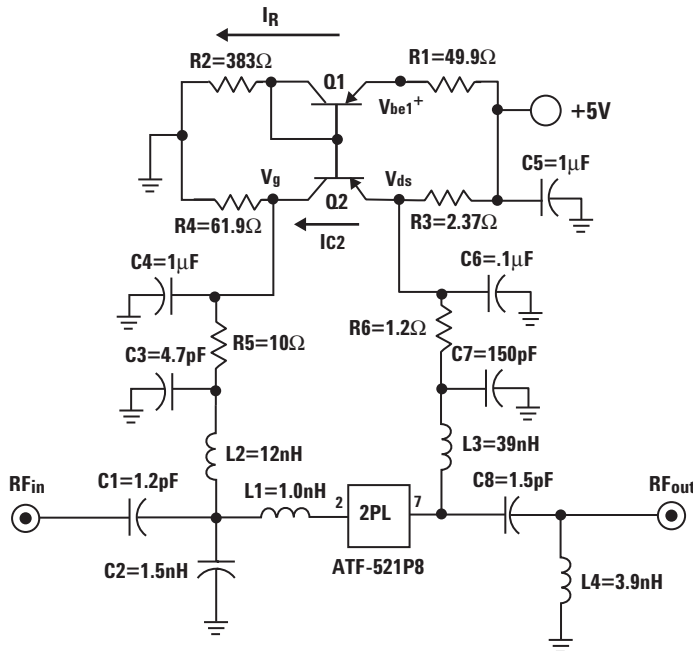 IR
R2=383Ω
Q1
R1=49.9Ω
Vbe1+
+5V
C5=1μF
Vg
Vds
R4=61.9Ω
Q2
R3=2.37Ω
IC2
C4=1μF
C6=.1μF
R5=10Ω
R6=1.2Ω
C3=4.7pF
C7=150pF
L2=12nH
L3=39nH
RFin
C1=1.2pF
L1=1.0nH
2
2PL
7
C8=1.5pF
RFout
C2=1.5nH
ATF-521P8
L4=3.9nH